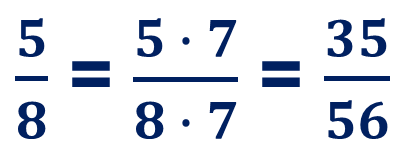 5/8 = 5 · 7/8 · 7 = 35/56